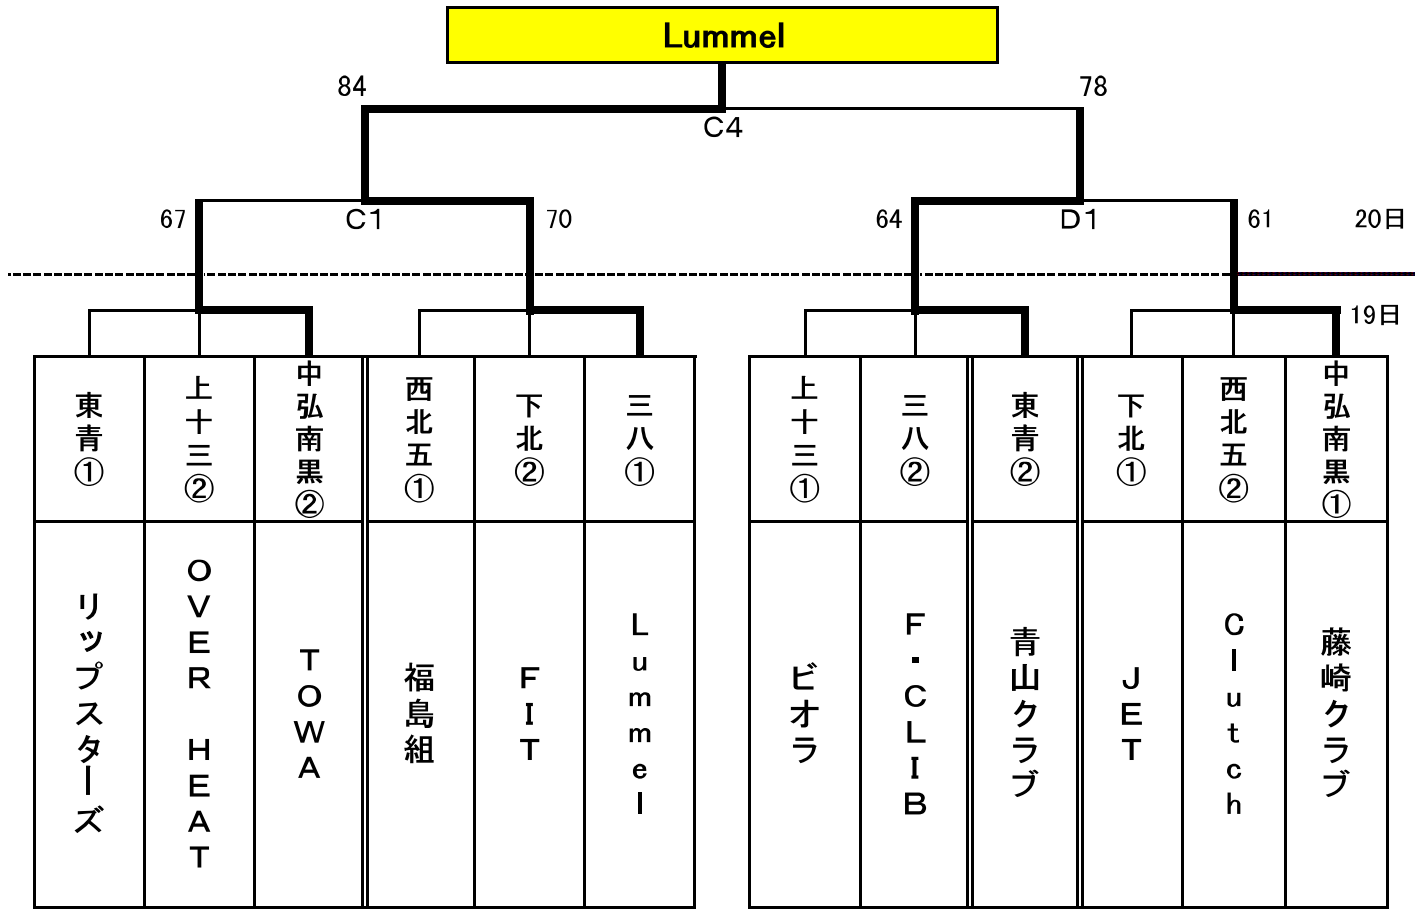 Lummel
84
78
C4
67
C1
70
64
D1
61
20日
19日
東青①
上十三②
中弘南黒②
西北五①
下北②
三八①
上十三①
三八②
東青②
下北①
西北五②
中弘南黒①
リップスターズ
OVER HEAT
TOWA
福島組
FIT
Lummel
ビオラ
F・CLIB
青山クラブ
JET
Clutch
藤崎クラブ